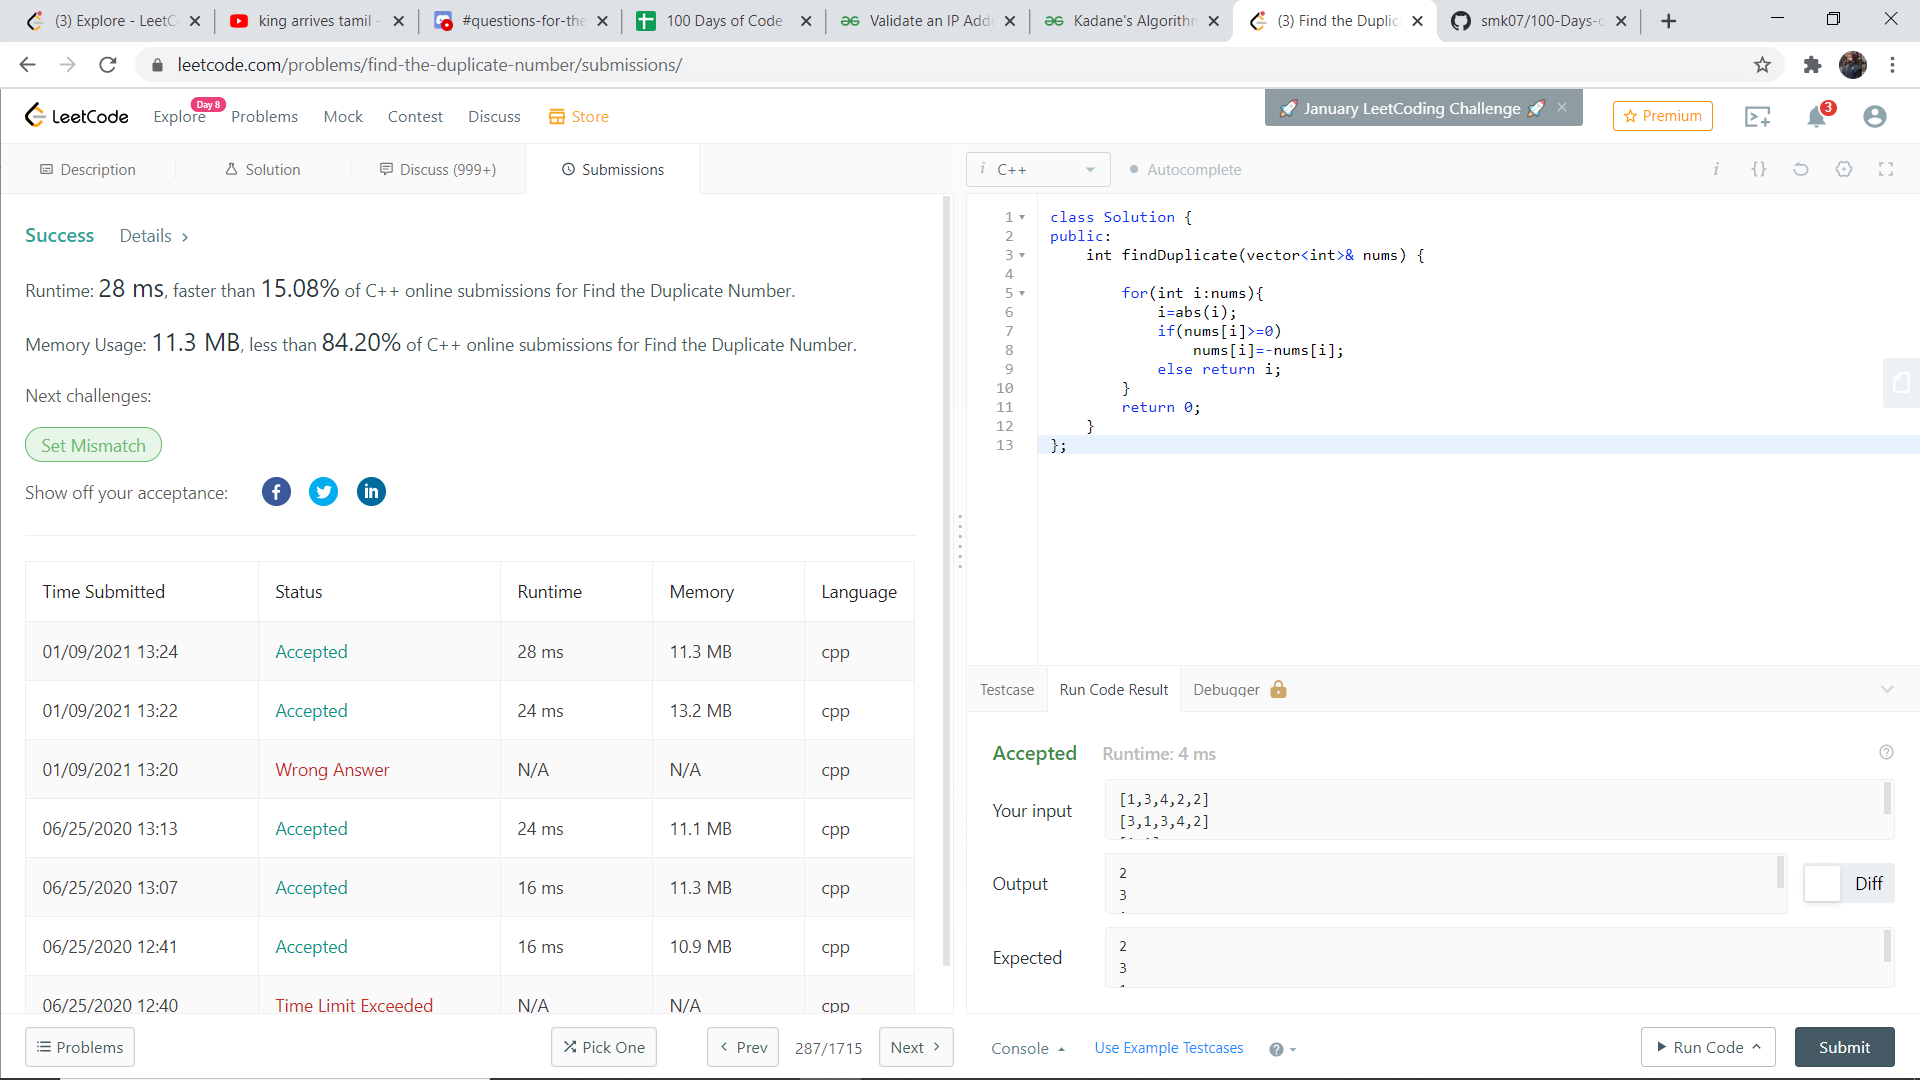 (3) Explore - LeetC
king arrives tamil -
#questions-for-the
100 Days of Code
Validate an IP Add
Kadane's Algorithm
(3) Find the Duplic
smk07/100-Days-c
leetcode.com/problems/find-the-duplicate-number/submissions/
LeetCode
Explore
Day 8
Problems
Mock
Contest
Discuss
Store
🚀 January LeetCoding Challenge 🚀 ×
Premium
3
Description
Solution
Discuss (999+)
Submissions
i C++
Autocomplete
i
{}
Success
Details >
Runtime: 28 ms, faster than 15.08% of C++ online submissions for Find the Duplicate Number.
Memory Usage: 11.3 MB, less than 84.20% of C++ online submissions for Find the Duplicate Number.
Next challenges:
Set Mismatch
Show off your acceptance:
Time Submitted Status Runtime Memory Language
01/09/2021 13:24 Accepted 28 ms 11.3 MB cpp
01/09/2021 13:22 Accepted 24 ms 13.2 MB cpp
01/09/2021 13:20 Wrong Answer N/A N/A cpp
06/25/2020 13:13 Accepted 24 ms 11.1 MB cpp
06/25/2020 13:07 Accepted 16 ms 11.3 MB cpp
06/25/2020 12:41 Accepted 16 ms 10.9 MB cpp
06/25/2020 12:40 Time Limit Exceeded N/A N/A cpp
Problems
Pick One
< Prev
287/1715
Next >
1 class Solution {
2 public:
3     int findDuplicate(vector<int>& nums) {
4
5         for(int i:nums){
6             i=abs(i);
7             if(nums[i]>=0)
8                 nums[i]=-nums[i];
9             else return i;
10         }
11         return 0;
12     }
13 };
Testcase
Run Code Result
Debugger
Accepted
Runtime: 4 ms
Your input
[1,3,4,2,2]
[3,1,3,4,2]
Output
2
3
Diff
Expected
2
3
Console
Use Example Testcases
Run Code
Submit